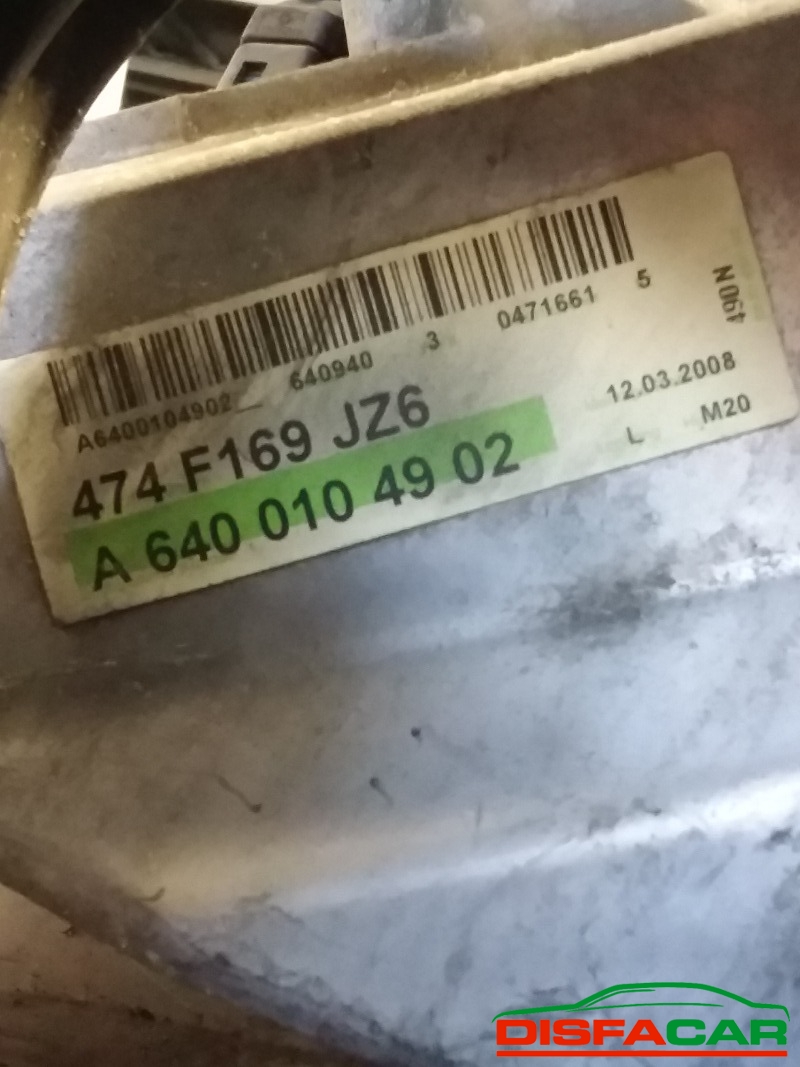 A6400104902 640940 3 0471661 5
490N
474 F169 JZ6 12.03.2008
A 640 010 49 02 L M20
DISFACAR